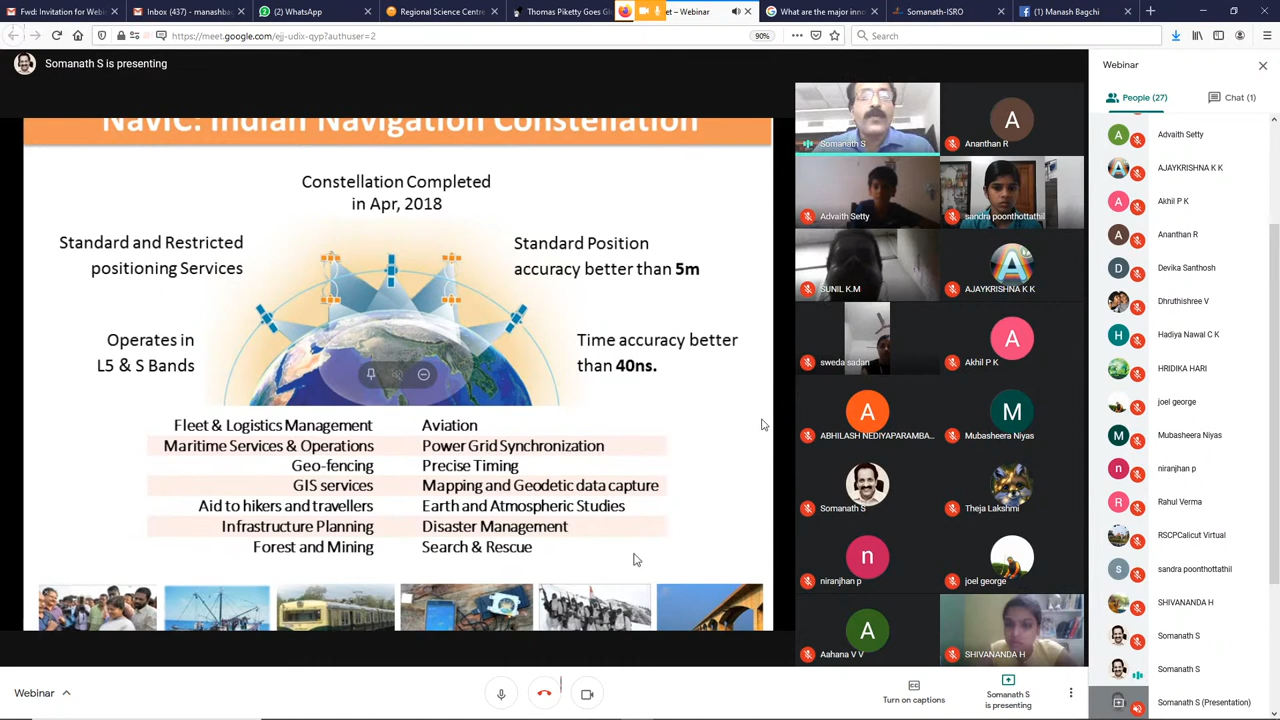 Fwd: Invitation for Webi
Inbox (437) - manashbag
(2) WhatsApp
Regional Science Centre
Thomas Piketty Goes Gl
et – Webinar
What are the major inno
Somanath-ISRO
Manash Bagchi
https://meet.google.com/ejj-udix-qyp?authuser=2
90%
Search
Somanath S is presenting
NavIC: Indian Navigation Constellation
Constellation Completed
in Apr, 2018
Standard and Restricted
positioning Services
Standard Position
accuracy better than 5m
Operates in
L5 & S Bands
Time accuracy better
than 40ns.
Fleet & Logistics Management Aviation
Maritime Services & Operations Power Grid Synchronization
Geo-fencing Precise Timing
GIS services Mapping and Geodetic data capture
Aid to hikers and travellers Earth and Atmospheric Studies
Infrastructure Planning Disaster Management
Forest and Mining Search & Rescue
Somanath S
A
Ananthan R
Advaith Setty
sandra poonthottathil
SUNIL K.M
A
AJAYKRISHNA K K
sweda sadan
A
Akhil P K
A
ABHILASH NEDIYAPARAMBA...
M
Mubasheera Niyas
Somanath S
Theja Lakshmi
n
niranjhan p
joel george
A
Aahana V V
SHIVANANDA H
Webinar
People (27)
Chat (1)
A Advaith Setty
A AJAYKRISHNA K K
A Akhil P K
A Ananthan R
D Devika Santhosh
Dhruthishree V
H Hadiya Nawal C K
HRIDIKA HARI
joel george
M Mubasheera Niyas
n niranjhan p
R Rahul Verma
RSCPCalicut Virtual
S sandra poonthottathil
SHIVANANDA H
Somanath S
Somanath S
Somanath S (Presentation)
Webinar
CC
Turn on captions
Somanath S
is presenting